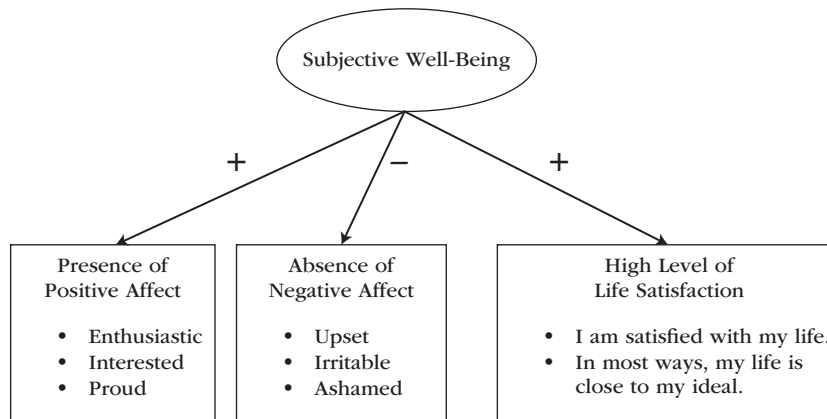 Subjective Well-Being
+
–
+
Presence of
Positive Affect
• Enthusiastic
• Interested
• Proud
Absence of
Negative Affect
• Upset
• Irritable
• Ashamed
High Level of
Life Satisfaction
• I am satisfied with my life.
• In most ways, my life is
close to my ideal.